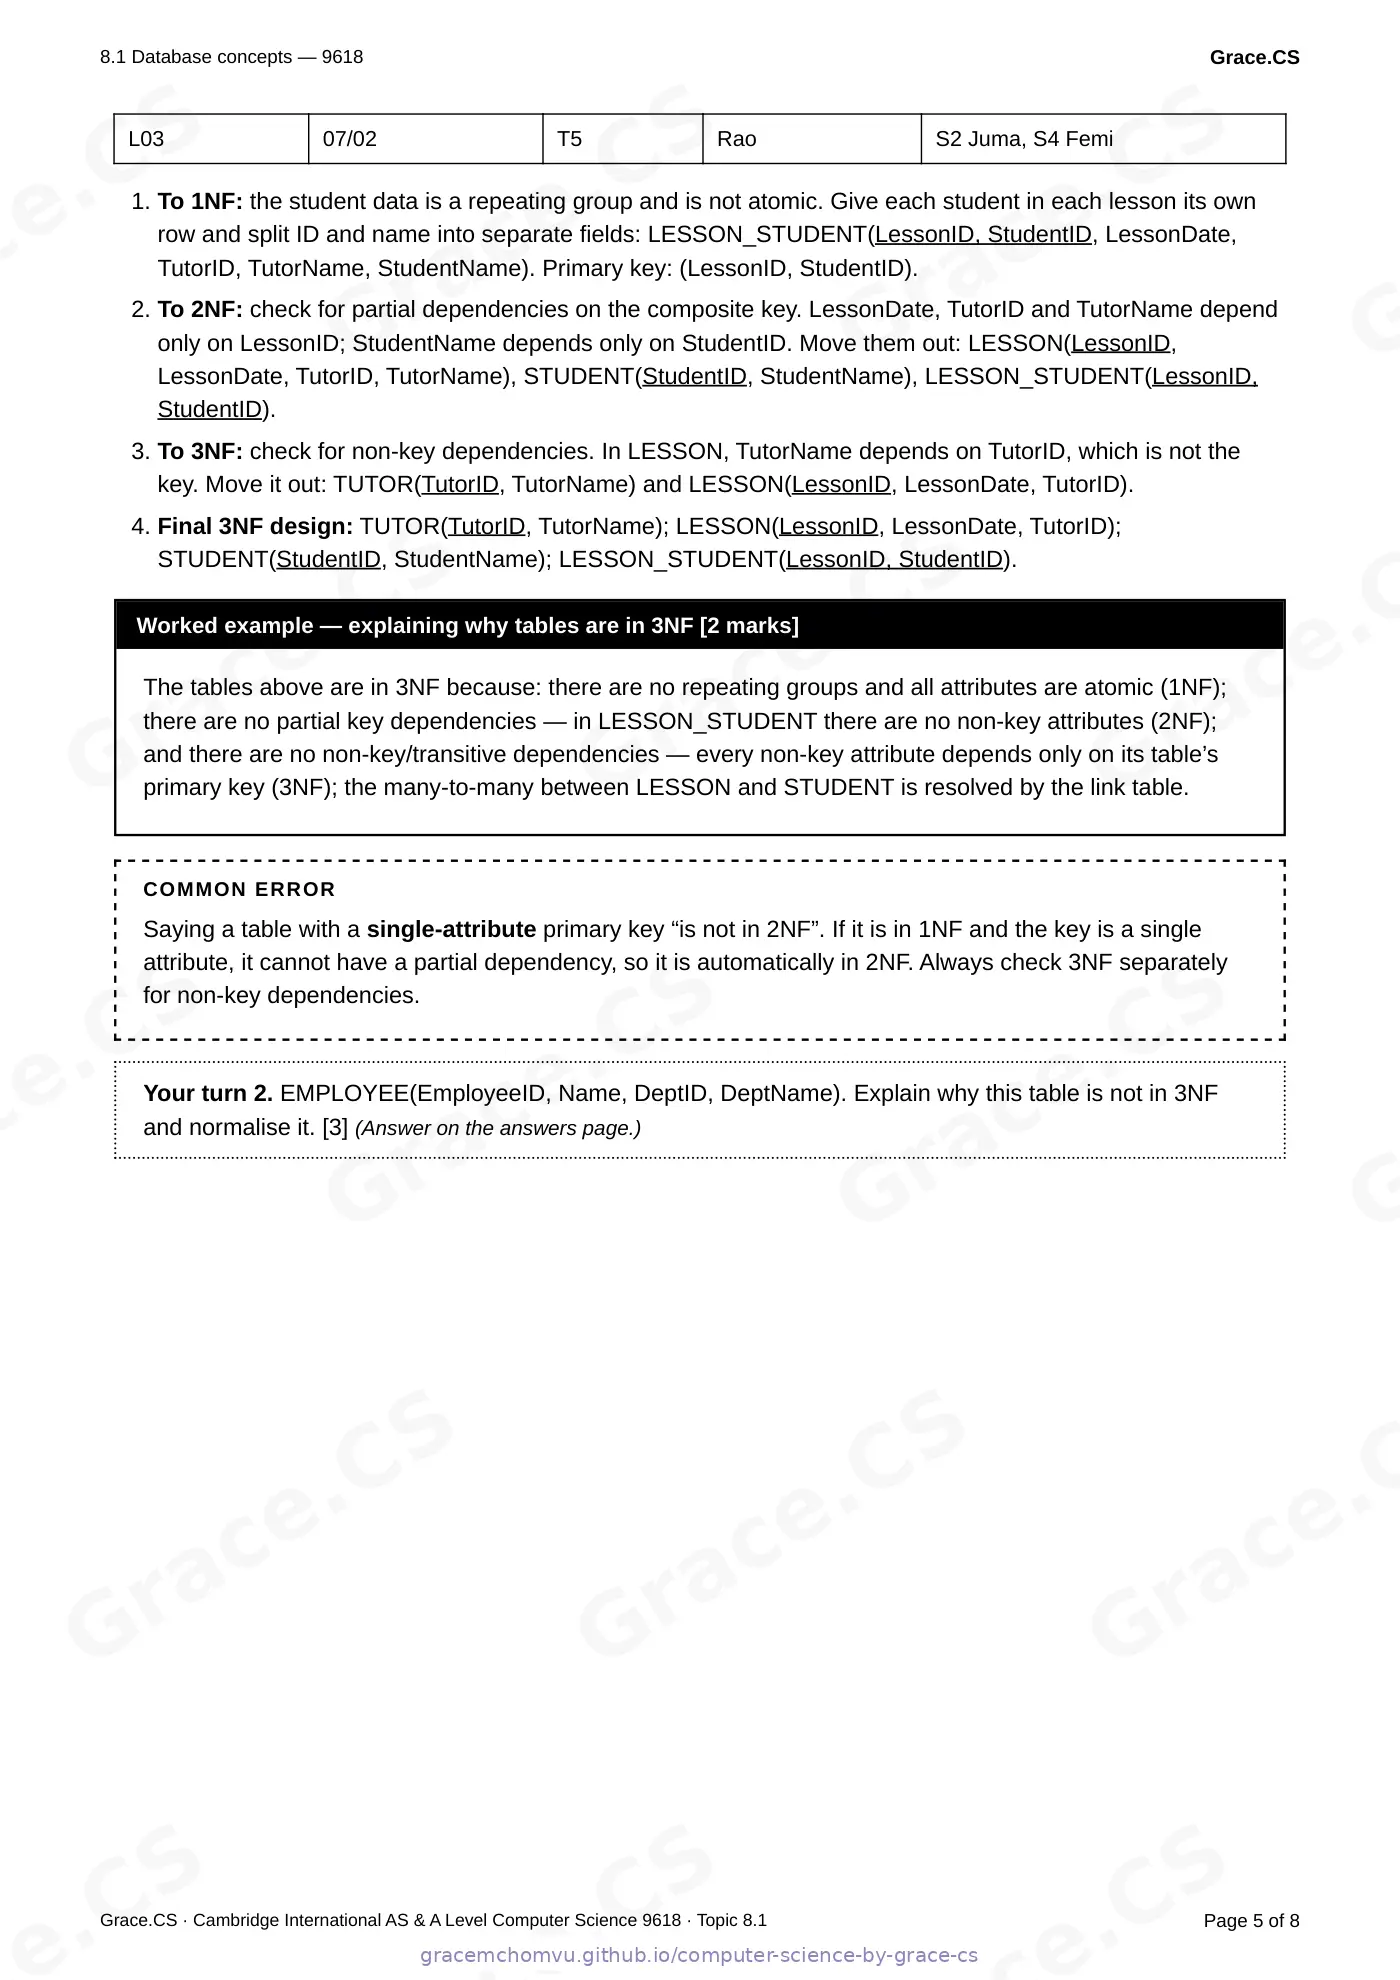 8.1 Database concepts — 9618
Grace.CS
L03 07/02 T5 Rao S2 Juma, S4 Femi
1. To 1NF: the student data is a repeating group and is not atomic. Give each student in each lesson its own
row and split ID and name into separate fields: LESSON_STUDENT(LessonID, StudentID, LessonDate,
TutorID, TutorName, StudentName). Primary key: (LessonID, StudentID).
2. To 2NF: check for partial dependencies on the composite key. LessonDate, TutorID and TutorName depend
only on LessonID; StudentName depends only on StudentID. Move them out: LESSON(LessonID,
LessonDate, TutorID, TutorName), STUDENT(StudentID, StudentName), LESSON_STUDENT(LessonID,
StudentID).
3. To 3NF: check for non-key dependencies. In LESSON, TutorName depends on TutorID, which is not the
key. Move it out: TUTOR(TutorID, TutorName) and LESSON(LessonID, LessonDate, TutorID).
4. Final 3NF design: TUTOR(TutorID, TutorName); LESSON(LessonID, LessonDate, TutorID);
STUDENT(StudentID, StudentName); LESSON_STUDENT(LessonID, StudentID).
Worked example — explaining why tables are in 3NF [2 marks]
The tables above are in 3NF because: there are no repeating groups and all attributes are atomic (1NF);
there are no partial key dependencies — in LESSON_STUDENT there are no non-key attributes (2NF);
and there are no non-key/transitive dependencies — every non-key attribute depends only on its table’s
primary key (3NF); the many-to-many between LESSON and STUDENT is resolved by the link table.
COMMON ERROR
Saying a table with a single-attribute primary key “is not in 2NF”. If it is in 1NF and the key is a single
attribute, it cannot have a partial dependency, so it is automatically in 2NF. Always check 3NF separately
for non-key dependencies.
Your turn 2. EMPLOYEE(EmployeeID, Name, DeptID, DeptName). Explain why this table is not in 3NF
and normalise it. [3] (Answer on the answers page.)
Grace.CS · Cambridge International AS & A Level Computer Science 9618 · Topic 8.1
Page 5 of 8
gracemchomvu.github.io/computer-science-by-grace-cs